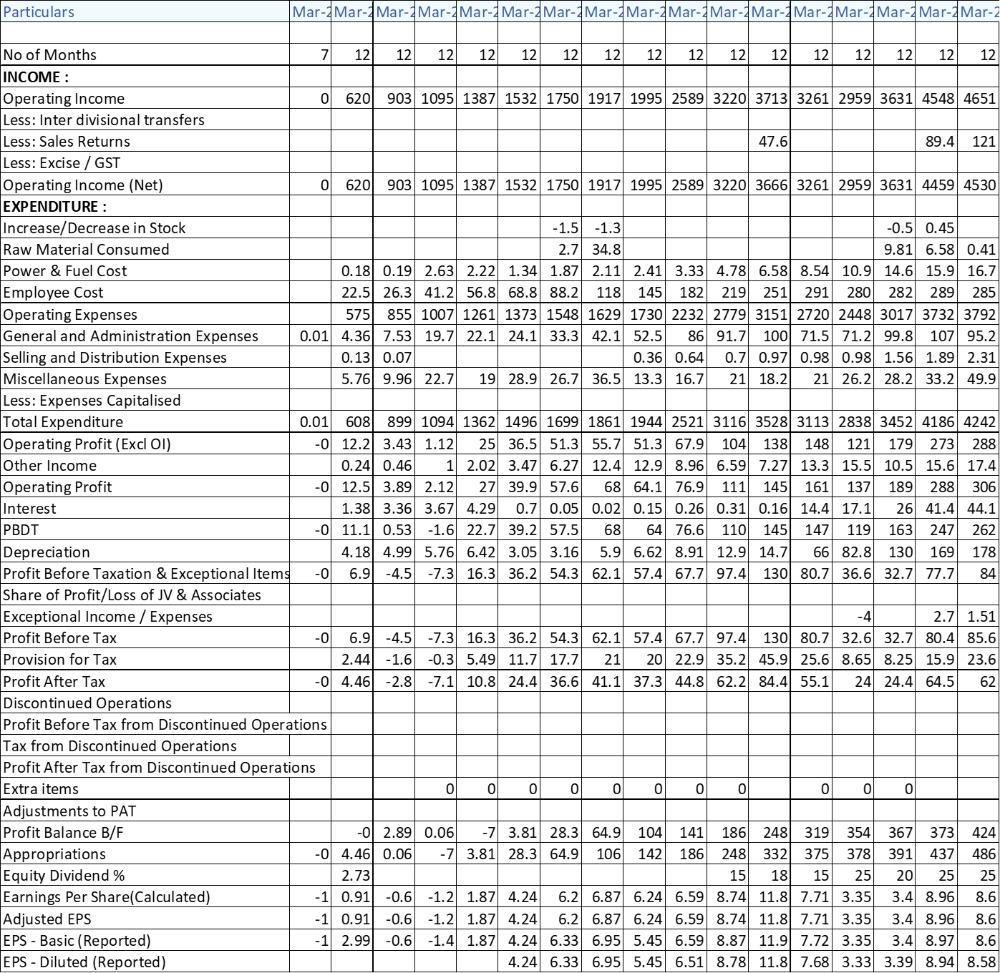 Particulars Mar-2 Mar-2 Mar-2 Mar-2 Mar-2 Mar-2 Mar-2 Mar-2 Mar-2 Mar-2 Mar-2 Mar-2 Mar-2 Mar-2 Mar-2 Mar-2 Mar-2
No of Months 7 12 12 12 12 12 12 12 12 12 12 12 12 12 12 12 12
INCOME :
Operating Income 0 620 903 1095 1387 1532 1750 1917 1995 2589 3220 3713 3261 2959 3631 4548 4651
Less: Inter divisional transfers
Less: Sales Returns 47.6 89.4 121
Less: Excise / GST
Operating Income (Net) 0 620 903 1095 1387 1532 1750 1917 1995 2589 3220 3666 3261 2959 3631 4459 4530
EXPENDITURE :
Increase/Decrease in Stock -1.5 -1.3 -0.5 0.45
Raw Material Consumed 2.7 34.8 9.81 6.58 0.41
Power & Fuel Cost 0.18 0.19 2.63 2.22 1.34 1.87 2.11 2.41 3.33 4.78 6.58 8.54 10.9 14.6 15.9 16.7
Employee Cost 22.5 26.3 41.2 56.8 68.8 88.2 118 145 182 219 251 291 280 282 289 285
Operating Expenses 575 855 1007 1261 1373 1548 1629 1730 2232 2779 3151 2720 2448 3017 3732 3792
General and Administration Expenses 0.01 4.36 7.53 19.7 22.1 24.1 33.3 42.1 52.5 86 91.7 100 71.5 71.2 99.8 107 95.2
Selling and Distribution Expenses 0.13 0.07 0.36 0.64 0.7 0.97 0.98 0.98 1.56 1.89 2.31
Miscellaneous Expenses 5.76 9.96 22.7 19 28.9 26.7 36.5 13.3 16.7 21 18.2 21 26.2 28.2 33.2 49.9
Less: Expenses Capitalised
Total Expenditure 0.01 608 899 1094 1362 1496 1699 1861 1944 2521 3116 3528 3113 2838 3452 4186 4242
Operating Profit (Excl OI) -0 12.2 3.43 1.12 25 36.5 51.3 55.7 51.3 67.9 104 138 148 121 179 273 288
Other Income 0.24 0.46 1 2.02 3.47 6.27 12.4 12.9 8.96 6.59 7.27 13.3 15.5 10.5 15.6 17.4
Operating Profit -0 12.5 3.89 2.12 27 39.9 57.6 68 64.1 76.9 111 145 161 137 189 288 306
Interest 1.38 3.36 3.67 4.29 0.7 0.05 0.02 0.15 0.26 0.31 0.16 14.4 17.1 26 41.4 44.1
PBDT -0 11.1 0.53 -1.6 22.7 39.2 57.5 68 64 76.6 110 145 147 119 163 247 262
Depreciation 4.18 4.99 5.76 6.42 3.05 3.16 5.9 6.62 8.91 12.9 14.7 66 82.8 130 169 178
Profit Before Taxation & Exceptional Items -0 6.9 -4.5 -7.3 16.3 36.2 54.3 62.1 57.4 67.7 97.4 130 80.7 36.6 32.7 77.7 84
Share of Profit/Loss of JV & Associates
Exceptional Income / Expenses -4 2.7 1.51
Profit Before Tax -0 6.9 -4.5 -7.3 16.3 36.2 54.3 62.1 57.4 67.7 97.4 130 80.7 32.6 32.7 80.4 85.6
Provision for Tax 2.44 -1.6 -0.3 5.49 11.7 17.7 21 20 22.9 35.2 45.9 25.6 8.65 8.25 15.9 23.6
Profit After Tax -0 4.46 -2.8 -7.1 10.8 24.4 36.6 41.1 37.3 44.8 62.2 84.4 55.1 24 24.4 64.5 62
Discontinued Operations
Profit Before Tax from Discontinued Operations
Tax from Discontinued Operations
Profit After Tax from Discontinued Operations
Extra items 0 0 0 0 0 0 0 0 0 0 0
Adjustments to PAT
Profit Balance B/F -0 2.89 0.06 -7 3.81 28.3 64.9 104 141 186 248 319 354 367 373 424
Appropriations -0 4.46 0.06 -7 3.81 28.3 64.9 106 142 186 248 332 375 378 391 437 486
Equity Dividend % 2.73 15 18 15 25 20 25 25
Earnings Per Share(Calculated) -1 0.91 -0.6 -1.2 1.87 4.24 6.2 6.87 6.24 6.59 8.74 11.8 7.71 3.35 3.4 8.96 8.6
Adjusted EPS -1 0.91 -0.6 -1.2 1.87 4.24 6.2 6.87 6.24 6.59 8.74 11.8 7.71 3.35 3.4 8.96 8.6
EPS - Basic (Reported) -1 2.99 -0.6 -1.4 1.87 4.24 6.33 6.95 5.45 6.59 8.87 11.9 7.72 3.35 3.4 8.97 8.6
EPS - Diluted (Reported) 4.24 6.33 6.95 5.45 6.51 8.78 11.8 7.68 3.33 3.39 8.94 8.58